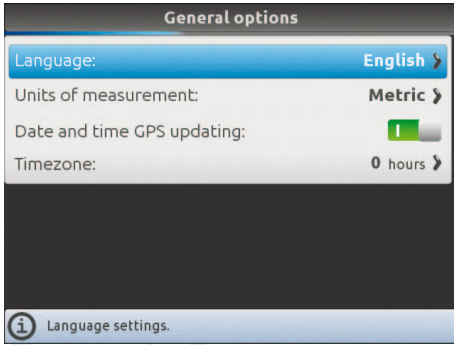 General options
Language: English
Units of measurement: Metric
Date and time GPS updating:
Timezone: 0 hours
Language settings.